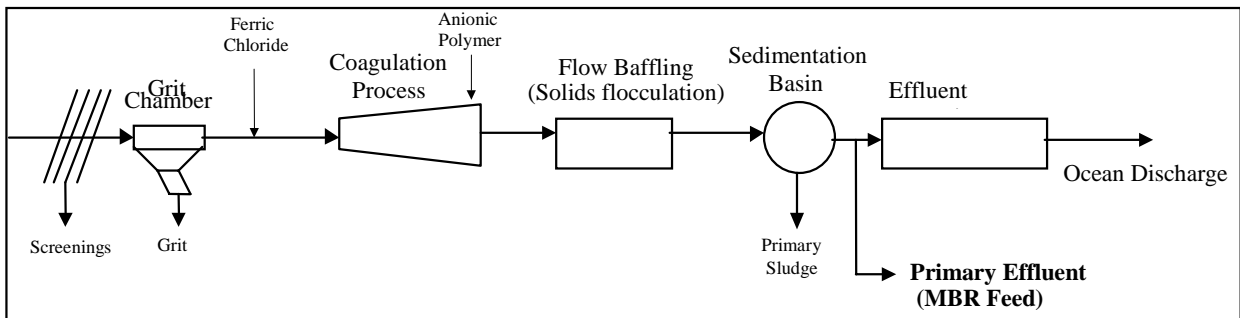 Ferric
Chloride
Anionic
Polymer
Grit
Chamber
Coagulation
Process
Flow Baffling
(Solids flocculation)
Sedimentation
Basin
Effluent
Ocean Discharge
Screenings
Grit
Primary
Sludge
Primary Effluent
(MBR Feed)